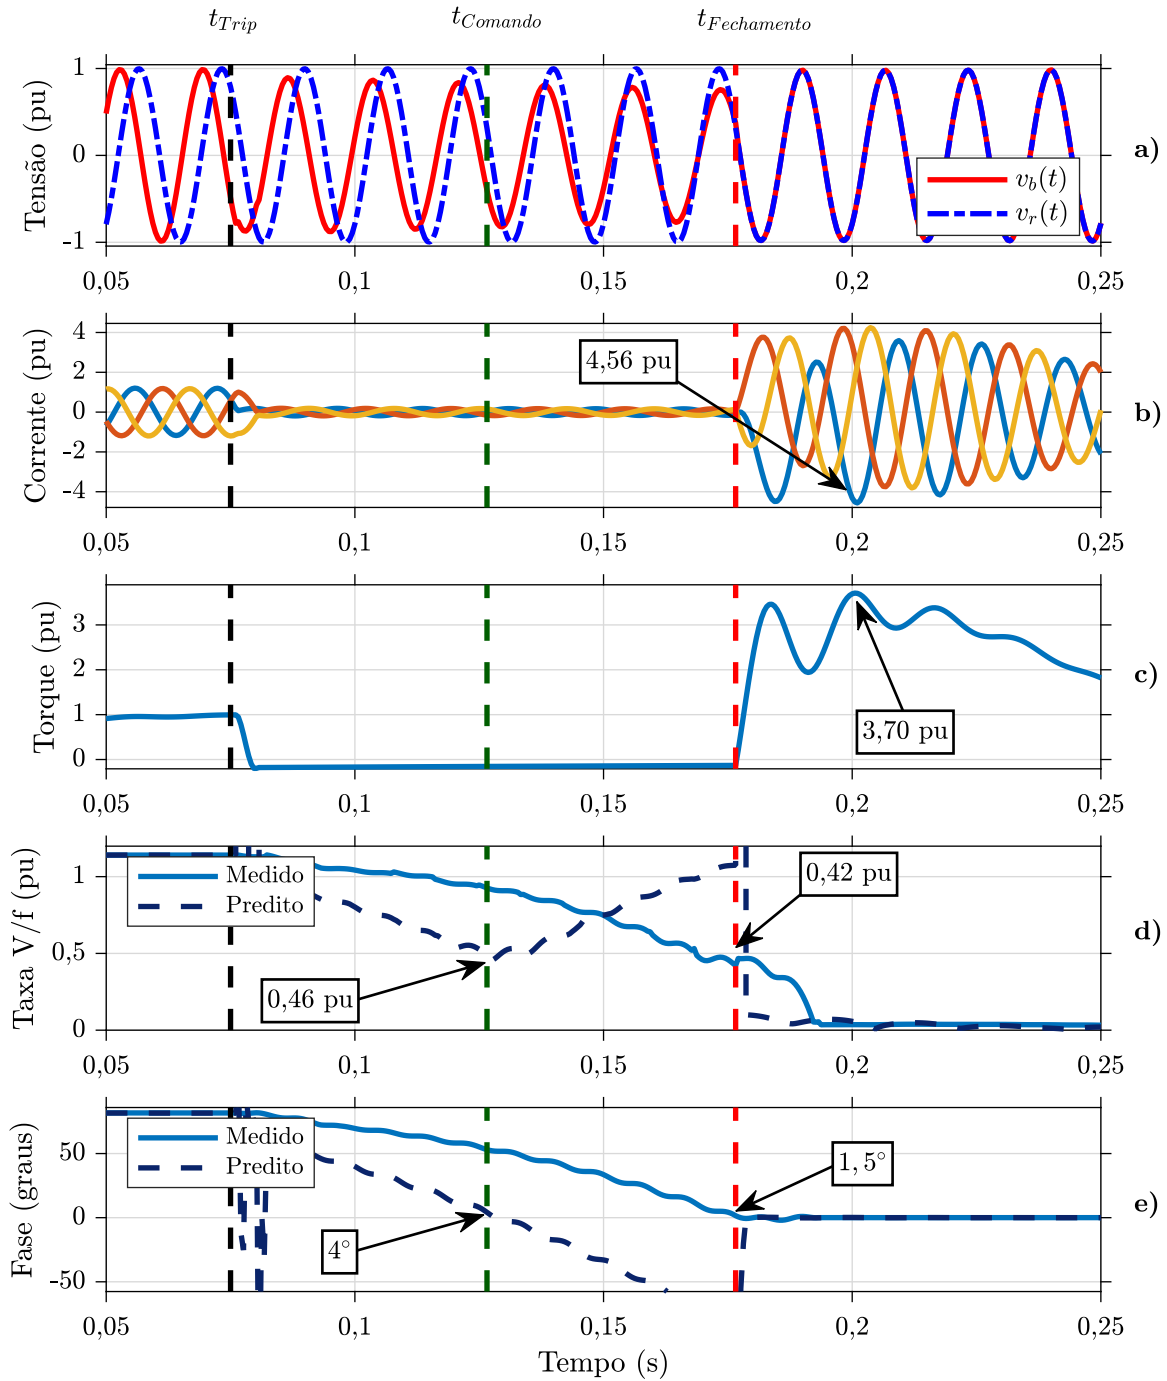 t_Trip
t_Comando
t_Fechamento
Tensão (pu)
1
0
-1
v_b(t)
v_r(t)
a)
0,05
0,1
0,15
0,2
0,25
Corrente (pu)
4
2
0
-2
-4
4,56 pu
b)
0,05
0,1
0,15
0,2
0,25
Torque (pu)
3
2
1
0
3,70 pu
c)
0,05
0,1
0,15
0,2
0,25
Taxa V/f (pu)
1
0,5
0
Medido
Predito
0,46 pu
0,42 pu
d)
0,05
0,1
0,15
0,2
0,25
Fase (graus)
50
0
-50
Medido
Predito
4°
1,5°
e)
0,05
0,1
0,15
0,2
0,25
Tempo (s)